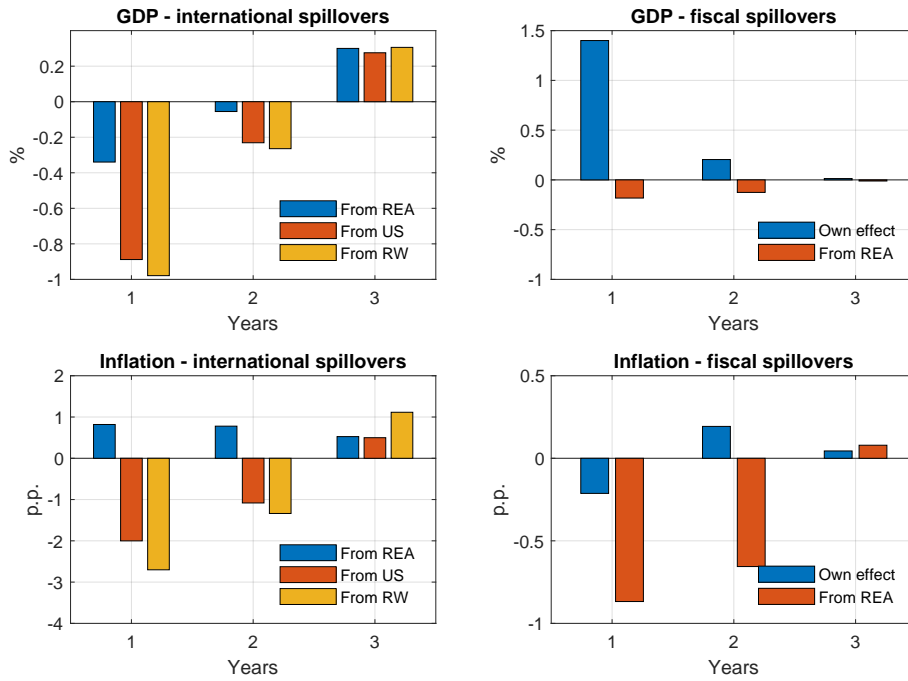 GDP - international spillovers
0.2
0
-0.2
-0.4
-0.6
-0.8
-1
%
From REA
From US
From RW
1 2 3
Years
GDP - fiscal spillovers
1.5
1
0.5
0
-0.5
-1
%
Own effect
From REA
1 2 3
Years
Inflation - international spillovers
2
1
0
-1
-2
-3
-4
p.p.
From REA
From US
From RW
1 2 3
Years
Inflation - fiscal spillovers
0.5
0
-0.5
-1
p.p.
Own effect
From REA
1 2 3
Years